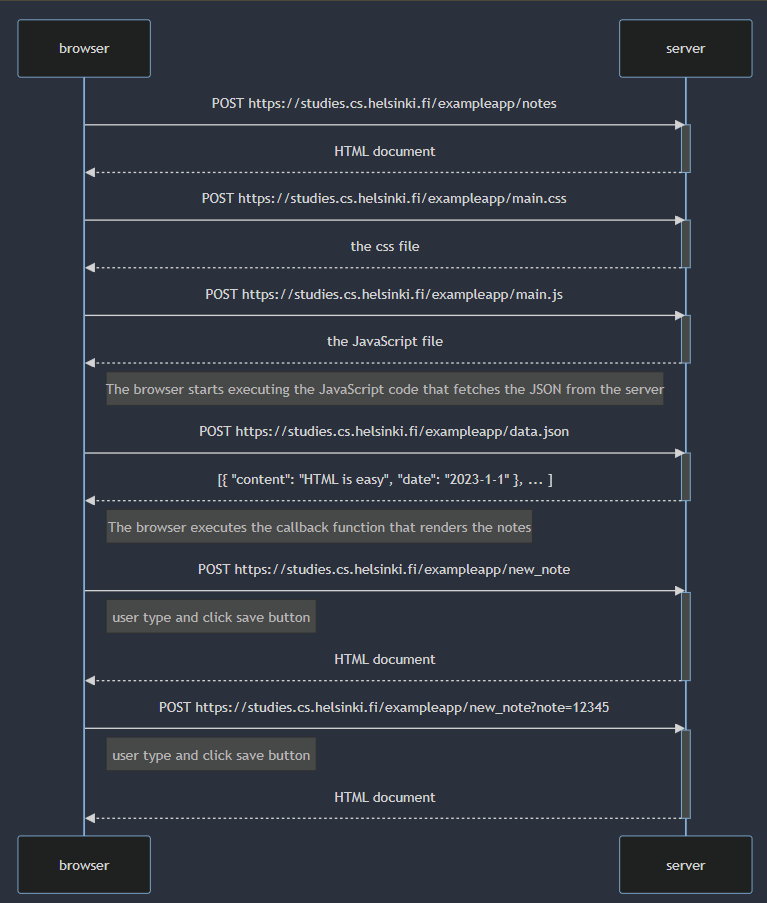 browser
server
POST https://studies.cs.helsinki.fi/exampleapp/notes
HTML document
POST https://studies.cs.helsinki.fi/exampleapp/main.css
the css file
POST https://studies.cs.helsinki.fi/exampleapp/main.js
the JavaScript file
The browser starts executing the JavaScript code that fetches the JSON from the server
POST https://studies.cs.helsinki.fi/exampleapp/data.json
[{ "content": "HTML is easy", "date": "2023-1-1" }, ... ]
The browser executes the callback function that renders the notes
POST https://studies.cs.helsinki.fi/exampleapp/new_note
user type and click save button
HTML document
POST https://studies.cs.helsinki.fi/exampleapp/new_note?note=12345
user type and click save button
HTML document
browser
server